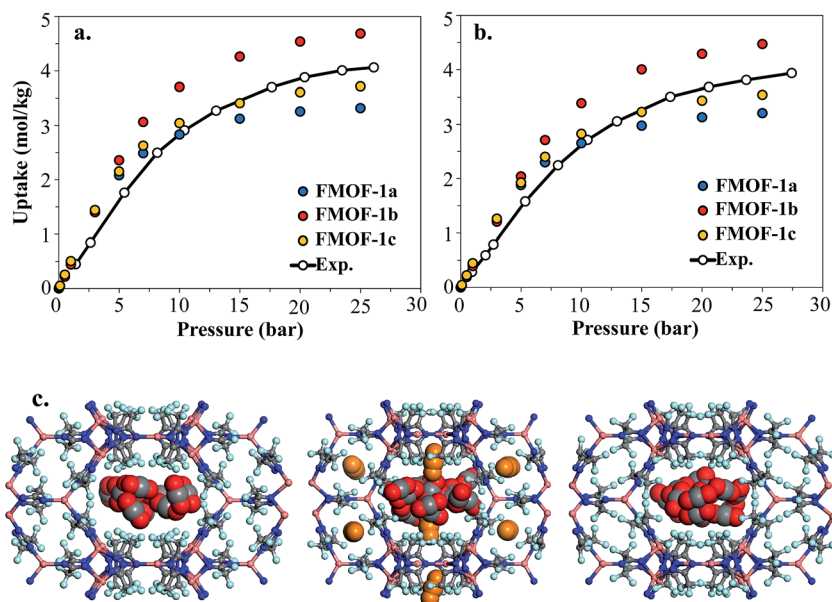 a.
Uptake (mol/kg)
5
4
3
2
1
0
FMOF-1a
FMOF-1b
FMOF-1c
Exp.
0 5 10 15 20 25 30
Pressure (bar)
b.
5
4
3
2
1
0
FMOF-1a
FMOF-1b
FMOF-1c
Exp.
0 5 10 15 20 25 30
Pressure (bar)
c.